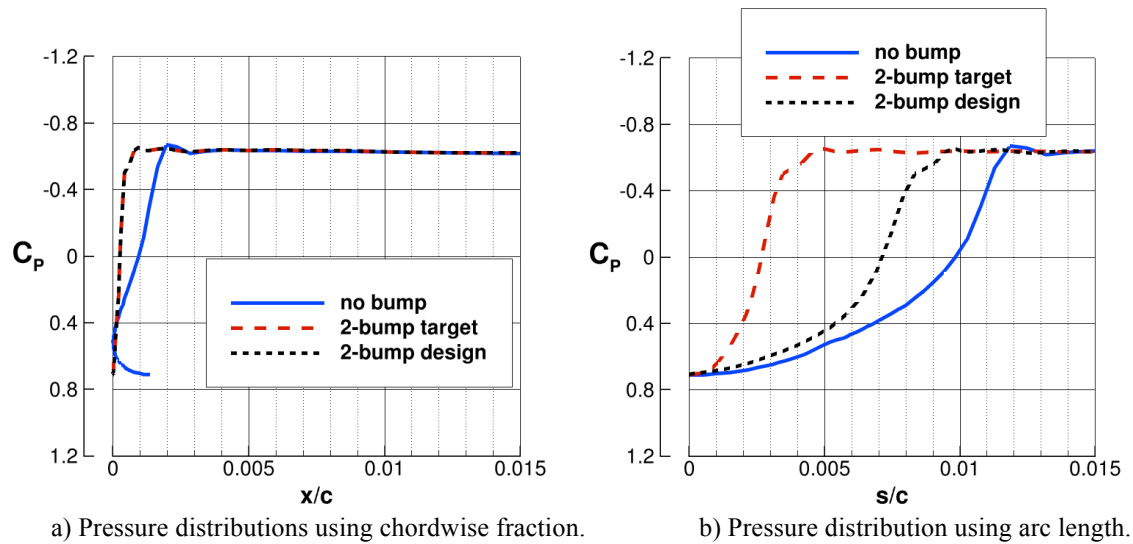 no bump
2-bump target
2-bump design
-1.2
-0.8
-0.4
0
0.4
0.8
1.2
C_P
no bump
2-bump target
2-bump design
0
0.005
0.01
0.015
x/c
a) Pressure distributions using chordwise fraction.
-1.2
-0.8
-0.4
0
0.4
0.8
1.2
C_P
0
0.005
0.01
0.015
s/c
b) Pressure distribution using arc length.